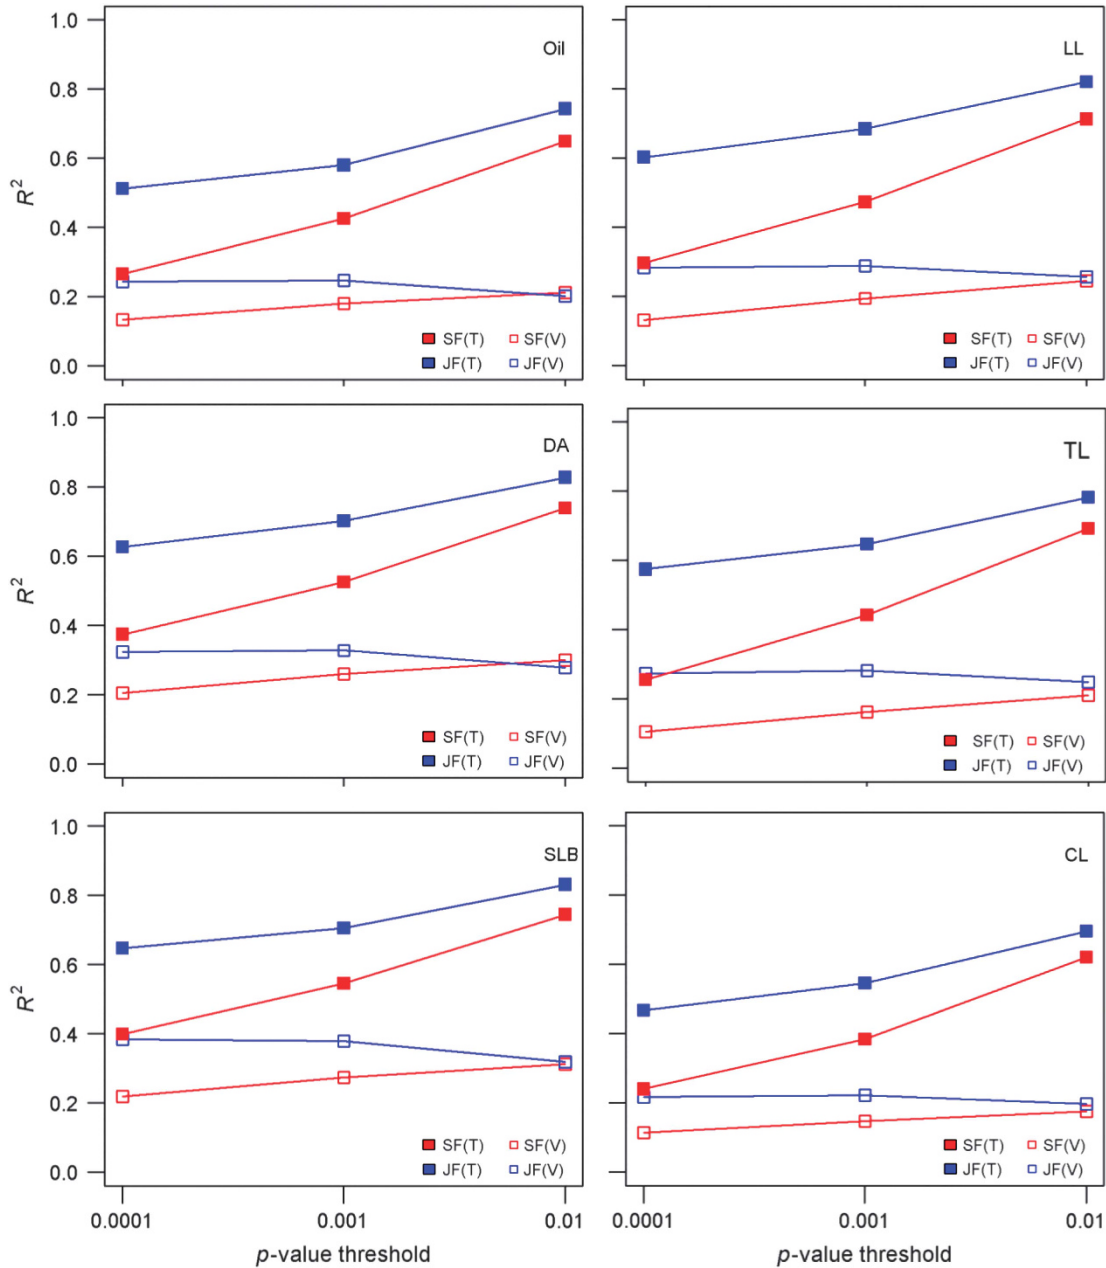 1.0
Oil
LL
0.8
0.6
R²
0.4
0.2
SF(T) SF(V)
SF(T) SF(V)
0.0
JF(T) JF(V)
JF(T) JF(V)
1.0
DA
TL
0.8
0.6
R²
0.4
0.2
SF(T) SF(V)
SF(T) SF(V)
0.0
JF(T) JF(V)
JF(T) JF(V)
1.0
SLB
CL
0.8
0.6
R²
0.4
0.2
SF(T) SF(V)
SF(T) SF(V)
0.0
JF(T) JF(V)
JF(T) JF(V)
0.0001 0.001 0.01
0.0001 0.001 0.01
p-value threshold
p-value threshold